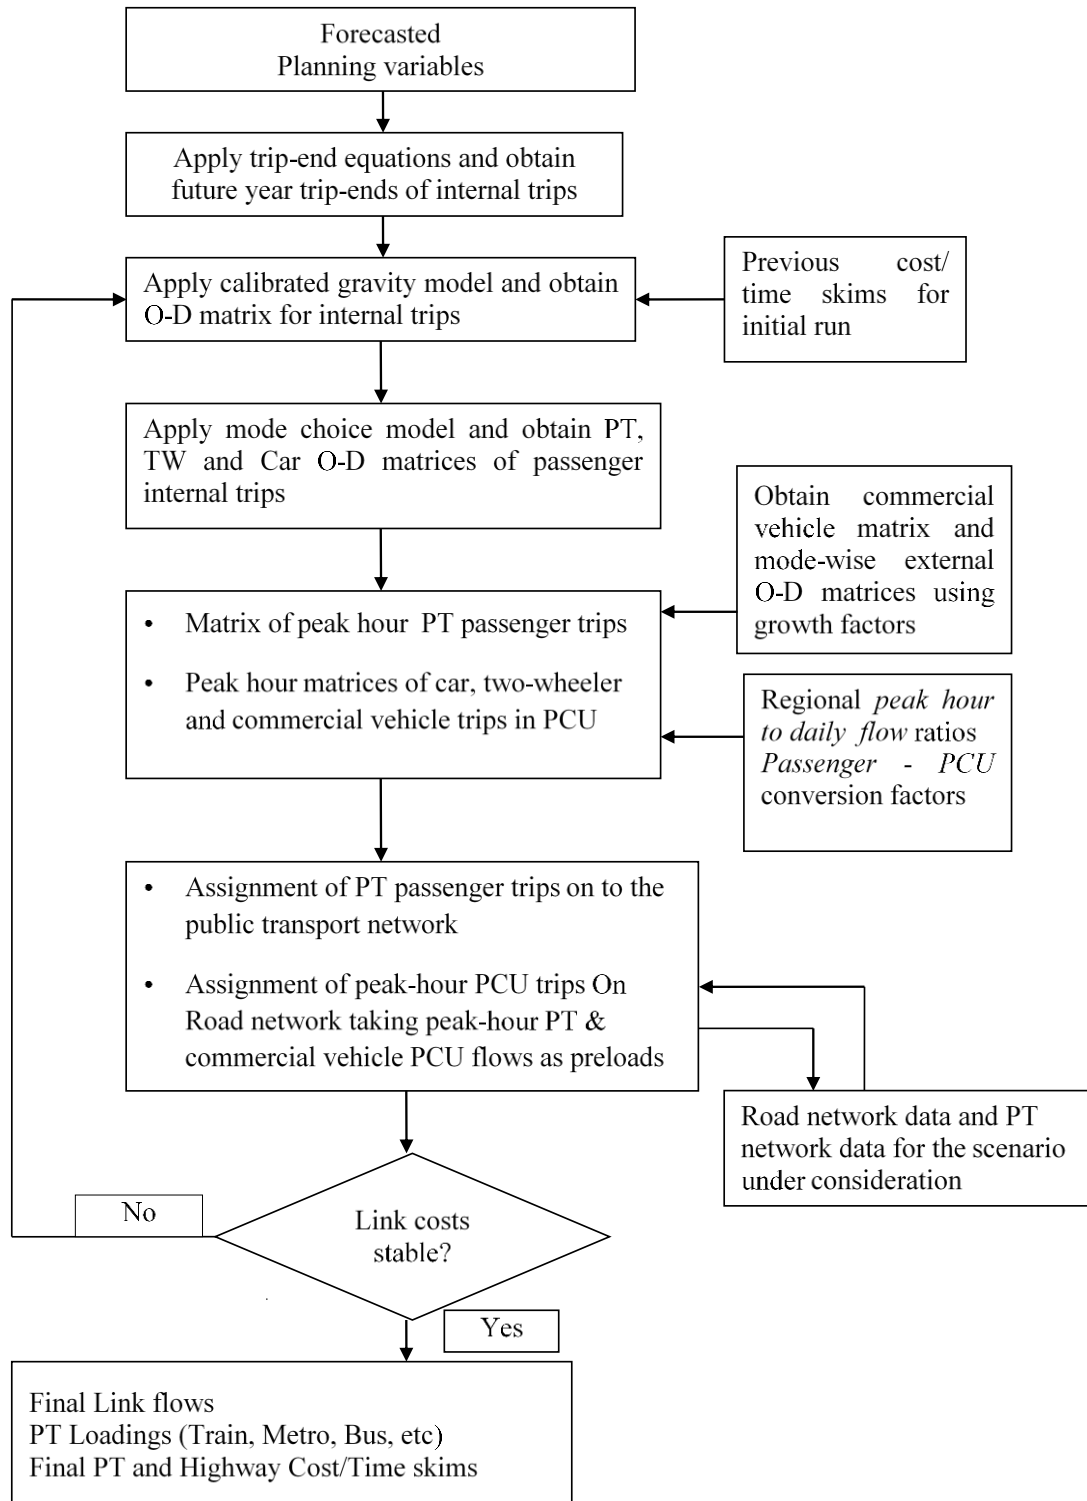 Forecasted
Planning variables
Apply trip-end equations and obtain
future year trip-ends of internal trips
Apply calibrated gravity model and obtain
O-D matrix for internal trips
Previous cost/
time skims for
initial run
Apply mode choice model and obtain PT,
TW and Car O-D matrices of passenger
internal trips
Obtain commercial
vehicle matrix and
mode-wise external
O-D matrices using
growth factors
• Matrix of peak hour PT passenger trips
• Peak hour matrices of car, two-wheeler
and commercial vehicle trips in PCU
Regional peak hour
to daily flow ratios
Passenger - PCU
conversion factors
• Assignment of PT passenger trips on to the
public transport network
• Assignment of peak-hour PCU trips On
Road network taking peak-hour PT &
commercial vehicle PCU flows as preloads
Road network data and PT
network data for the scenario
under consideration
No
Link costs
stable?
Yes
Final Link flows
PT Loadings (Train, Metro, Bus, etc)
Final PT and Highway Cost/Time skims